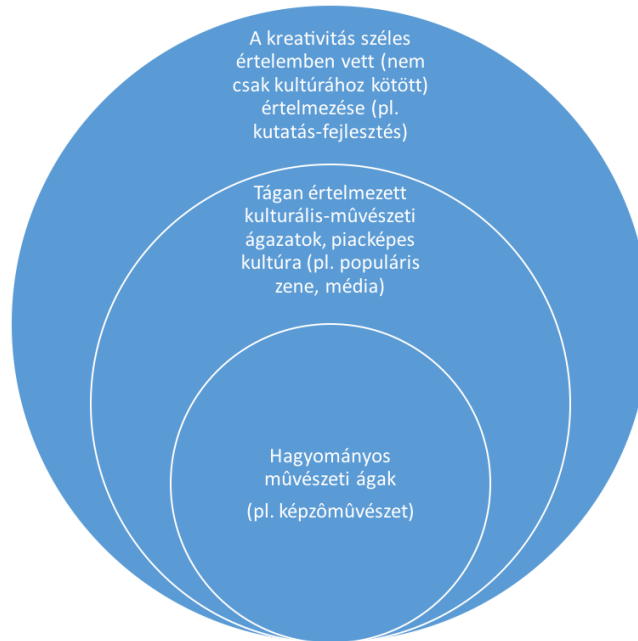 A kreativitás széles
értelemben vett (nem
csak kultúrához kötött)
értelmezése (pl.
kutatás-fejlesztés)
Tágan értelmezett
kulturális-mûvészeti
ágazatok, piacképes
kultúra (pl. populáris
zene, média)
Hagyományos
mûvészeti ágak
(pl. képzômûvészet)